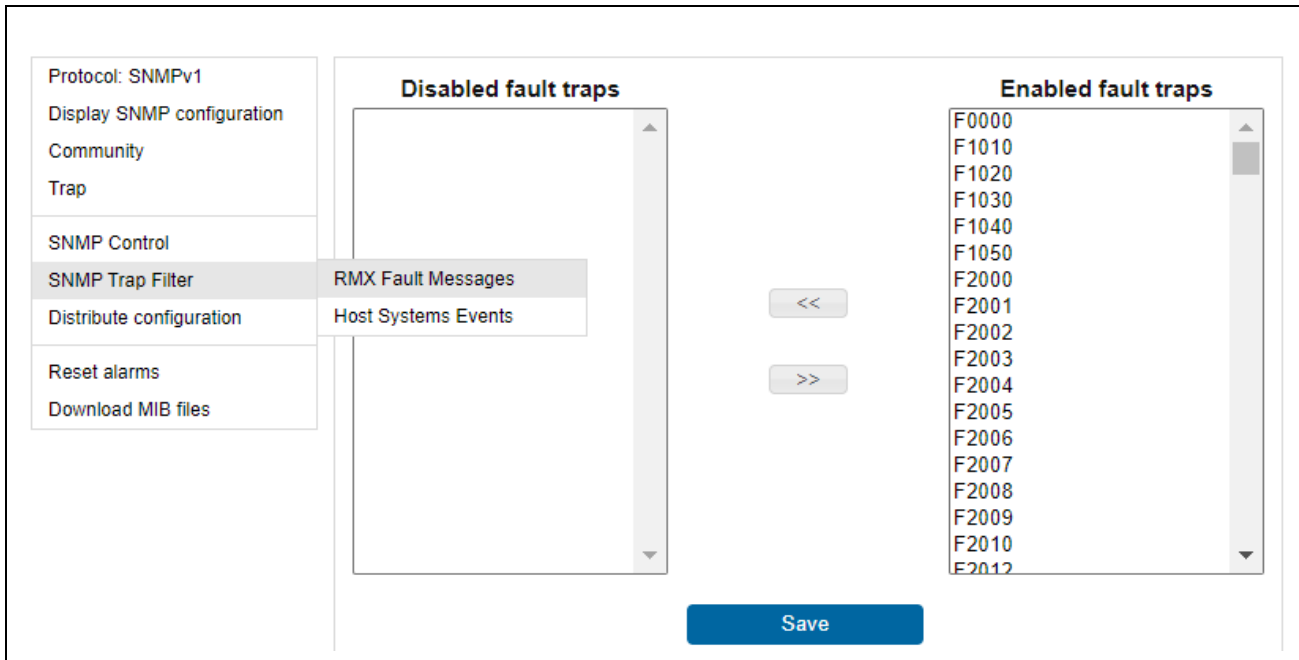 Protocol: SNMPv1
Display SNMP configuration
Community
Trap
SNMP Control
SNMP Trap Filter
Distribute configuration
Reset alarms
Download MIB files
RMX Fault Messages
Host Systems Events
Disabled fault traps
<<
>>
Enabled fault traps
F0000
F1010
F1020
F1030
F1040
F1050
F2000
F2001
F2002
F2003
F2004
F2005
F2006
F2007
F2008
F2009
F2010
F2012
Save